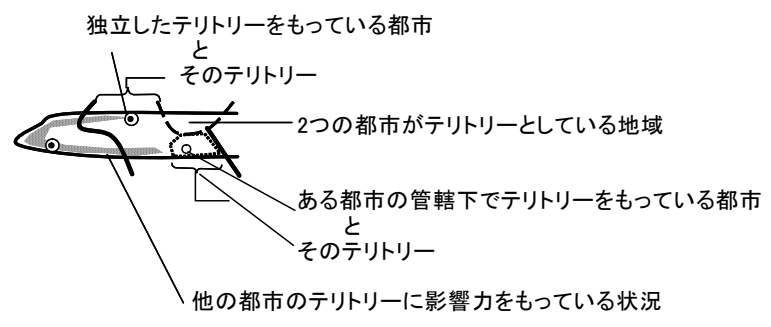 独立したテリトリーをもっている都市
と
そのテリトリー
2つの都市がテリトリーとしている地域
ある都市の管轄下でテリトリーをもっている都市
と
そのテリトリー
他の都市のテリトリーに影響力をもっている状況